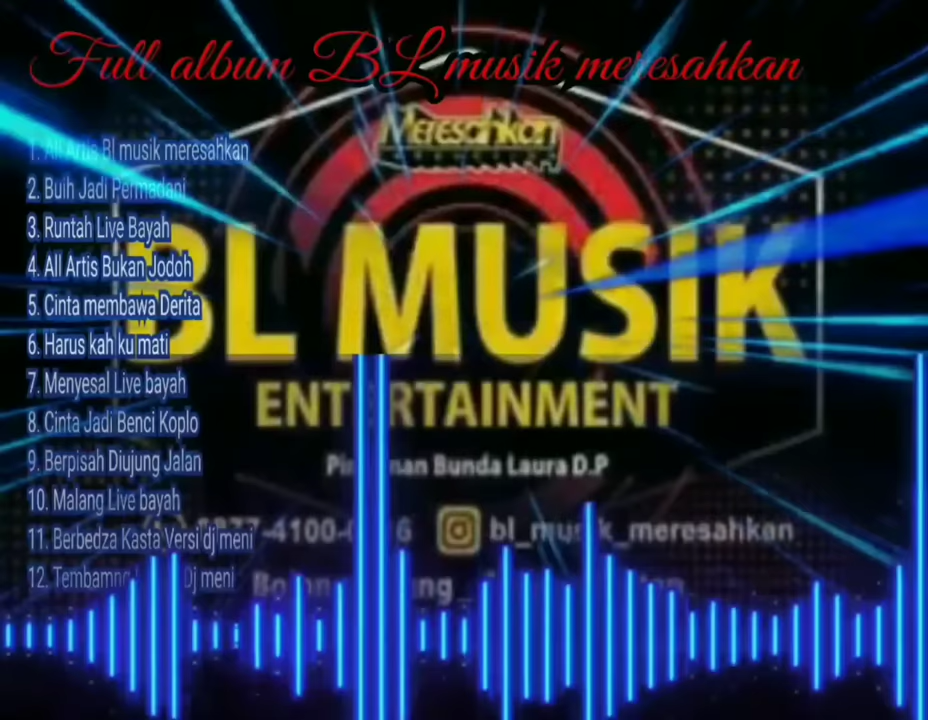 Full album BL musik meresahkan
Meresahkan
1. All Artis Bl musik meresahkan
2. Buih Jadi Permadani
3. Runtah Live Bayah
4. All Artis Bukan Jodoh
5. Cinta membawa Derita
6. Harus kah ku mati
7. Menyesal Live bayah
8. Cinta Jadi Benci Koplo
9. Berpisah Diujung Jalan
10. Malang Live bayah
11. Berbedza Kasta Versi dj meni
12. Dj meni
BL MUSIK
ENTERTAINMENT
Bunda Laura D.P
bl_musik_meresahkan